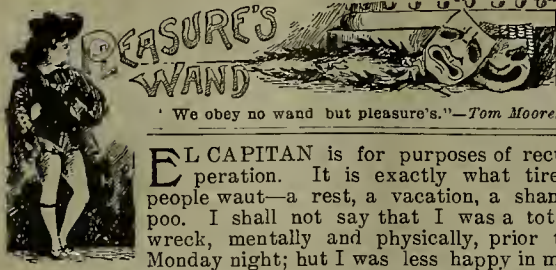 PLEASURE'S
WAND
' We obey no wand but pleasure's."—Tom Moore.
EL CAPITAN is for purposes of recu
peration. It is exactly what tire
people waut—a rest, a vacation, a sham
poo. I shall not say that I was a tot
wreck, mentally and physically, prior t
Monday night; hut I was less happy in m